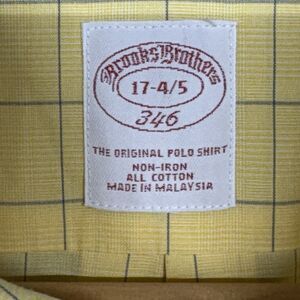 Brooks Brothers
17-4/5
346
THE ORIGINAL POLO SHIRT
NON-IRON
ALL COTTON
MADE IN MALAYSIA